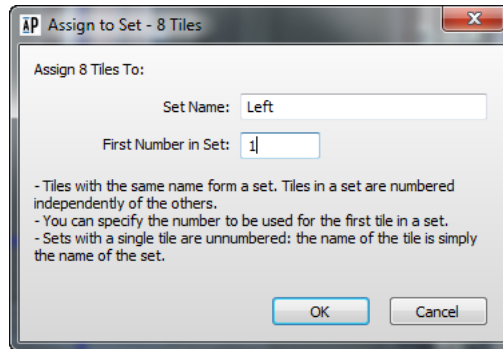 AP Assign to Set - 8 Tiles
Assign 8 Tiles To:
Set Name: Left
First Number in Set: 1
- Tiles with the same name form a set. Tiles in a set are numbered
independently of the others.
- You can specify the number to be used for the first tile in a set.
- Sets with a single tile are unnumbered: the name of the tile is simply
the name of the set.
OK Cancel